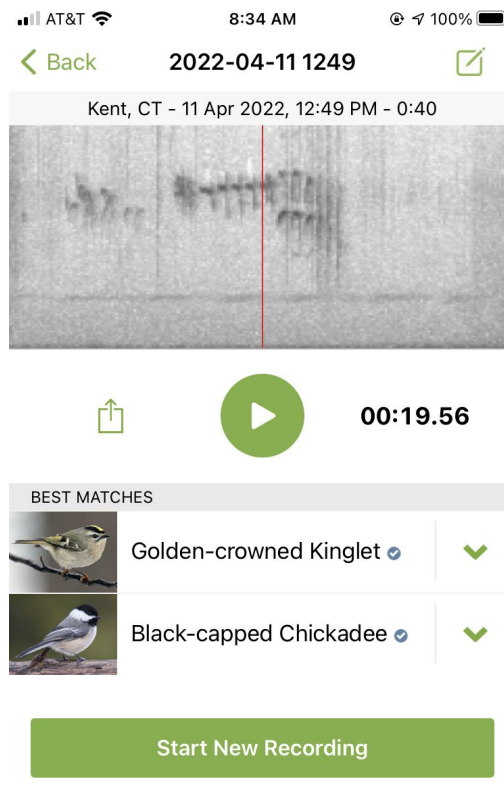 AT&T 8:34 AM 100%
Back 2022-04-11 1249
Kent, CT - 11 Apr 2022, 12:49 PM - 0:40
00:19.56
BEST MATCHES
Golden-crowned Kinglet
Black-capped Chickadee
Start New Recording